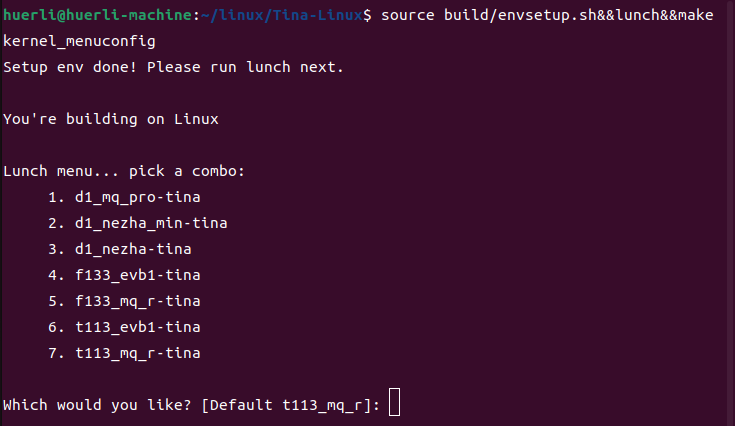 huerli@huerli-machine:~/linux/Tina-Linux$ source build/envsetup.sh&&lunch&&make
kernel_menuconfig
Setup env done! Please run lunch next.
You're building on Linux
Lunch menu... pick a combo:
1. d1_mq_pro-tina
2. d1_nezha_min-tina
3. d1_nezha-tina
4. f133_evb1-tina
5. f133_mq_r-tina
6. t113_evb1-tina
7. t113_mq_r-tina
Which would you like? [Default t113_mq_r]: